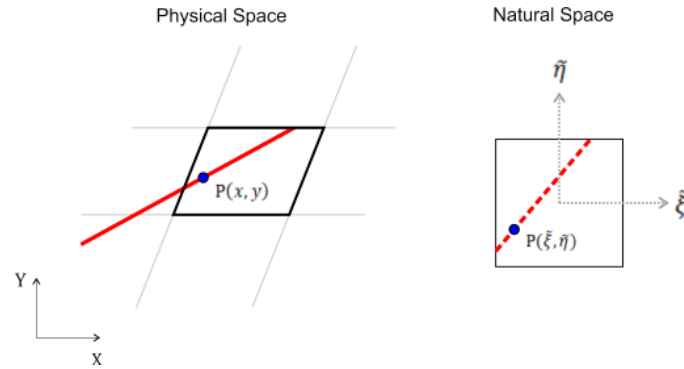 Physical Space
Natural Space
η̃
P(x, y)
ξ̃
P(ξ̃, η̃)
Y
X